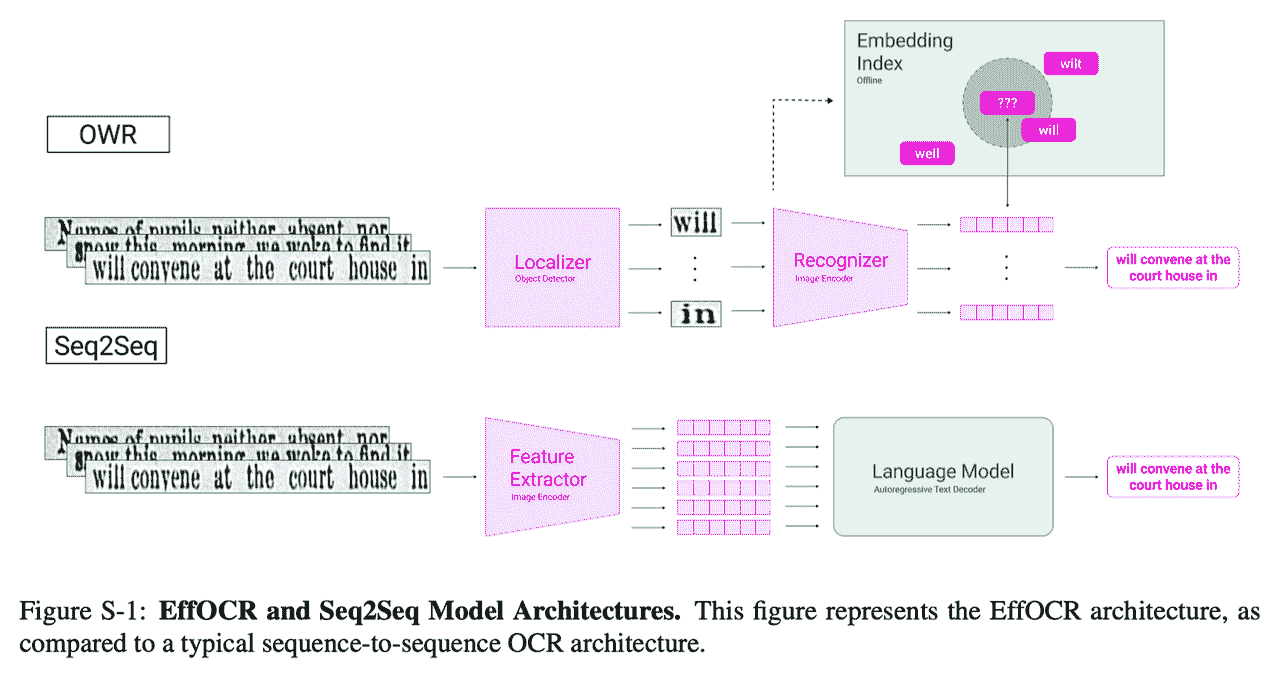 Embedding
Index
Offline
wilt
???
will
well
OWR
Names of pupils neither absent nor
snow this morning we woke to find it
will convene at the court house in
Localizer
Object Detector
will
in
Recognizer
Image Encoder
will convene at the
court house in
Seq2Seq
Names of pupils neither absent nor
snow this morning we woke to find it
will convene at the court house in
Feature
Extractor
Image Encoder
Language Model
Autoregressive Text Decoder
will convene at the
court house in
Figure S-1: EffOCR and Seq2Seq Model Architectures. This figure represents the EffOCR architecture, as
compared to a typical sequence-to-sequence OCR architecture.